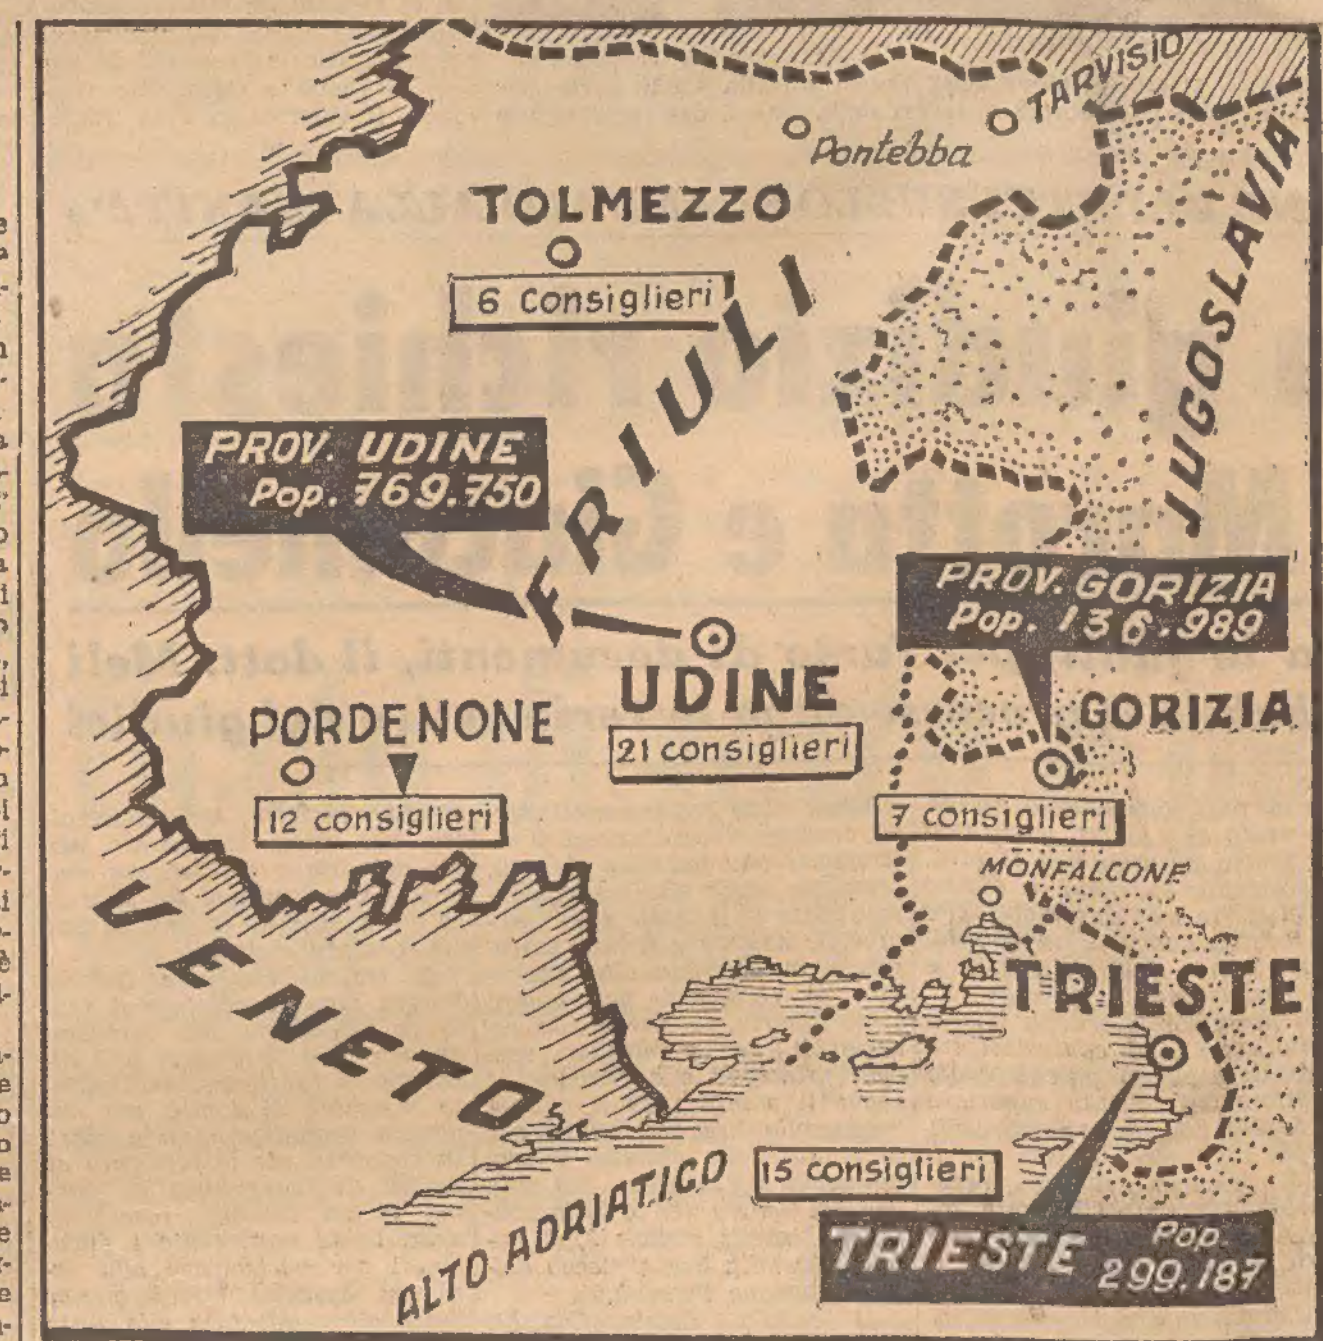 TARVISIO
Pontebba
TOLMEZZO
6 Consiglieri
JUGOSLAVIA
FRIULI
PROV. UDINE
Pop. 769.750
PROV. GORIZIA
Pop. 136.989
UDINE
21 consiglieri
GORIZIA
7 consiglieri
PORDENONE
12 consiglieri
MONFALCONE
VENETO
TRIESTE
15 consiglieri
ALTO ADRIATICO
TRIESTE Pop.
299.187